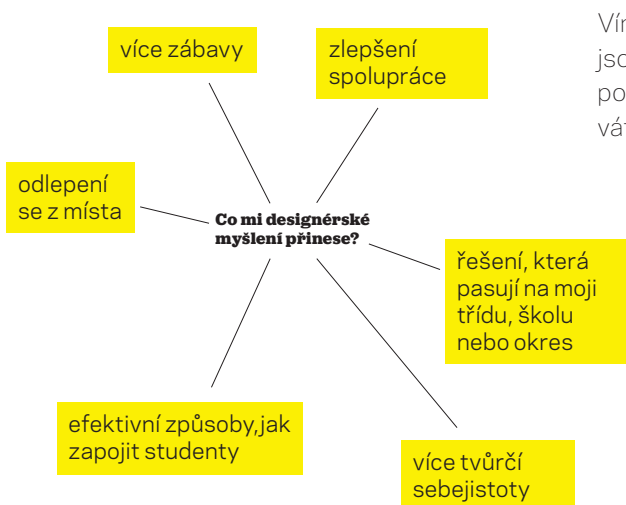 více zábavy
zlepšení
spolupráce
odlepení
se z místa
Co mi designérské
myšlení přinese?
řešení, která
pasují na moji
třídu, školu
nebo okres
efektivní způsoby,jak
zapojit studenty
více tvůrčí
sebejistoty